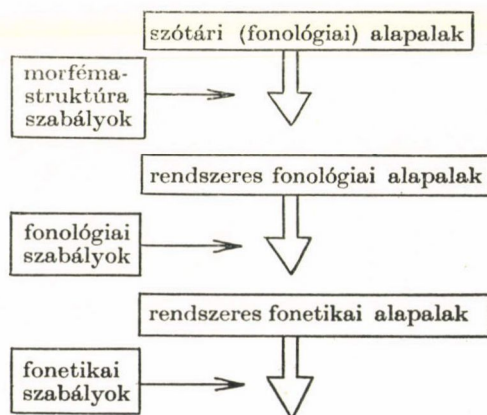 szótári (fonológiai) alapalak
morféma-
struktúra
szabályok
rendszeres fonológiai alapalak
fonológiai
szabályok
rendszeres fonetikai alapalak
fonetikai
szabályok